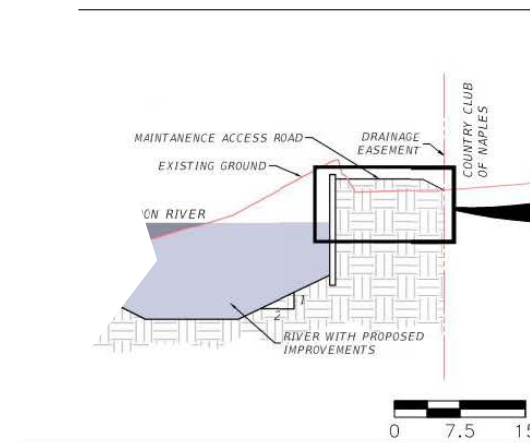 MAINTANENCE ACCESS ROAD
DRAINAGE
EASEMENT
COUNTRY CLUB
OF NAPLES
EXISTING GROUND
RIVER
1
2
RIVER WITH PROPOSED
IMPROVEMENTS
0 7.5